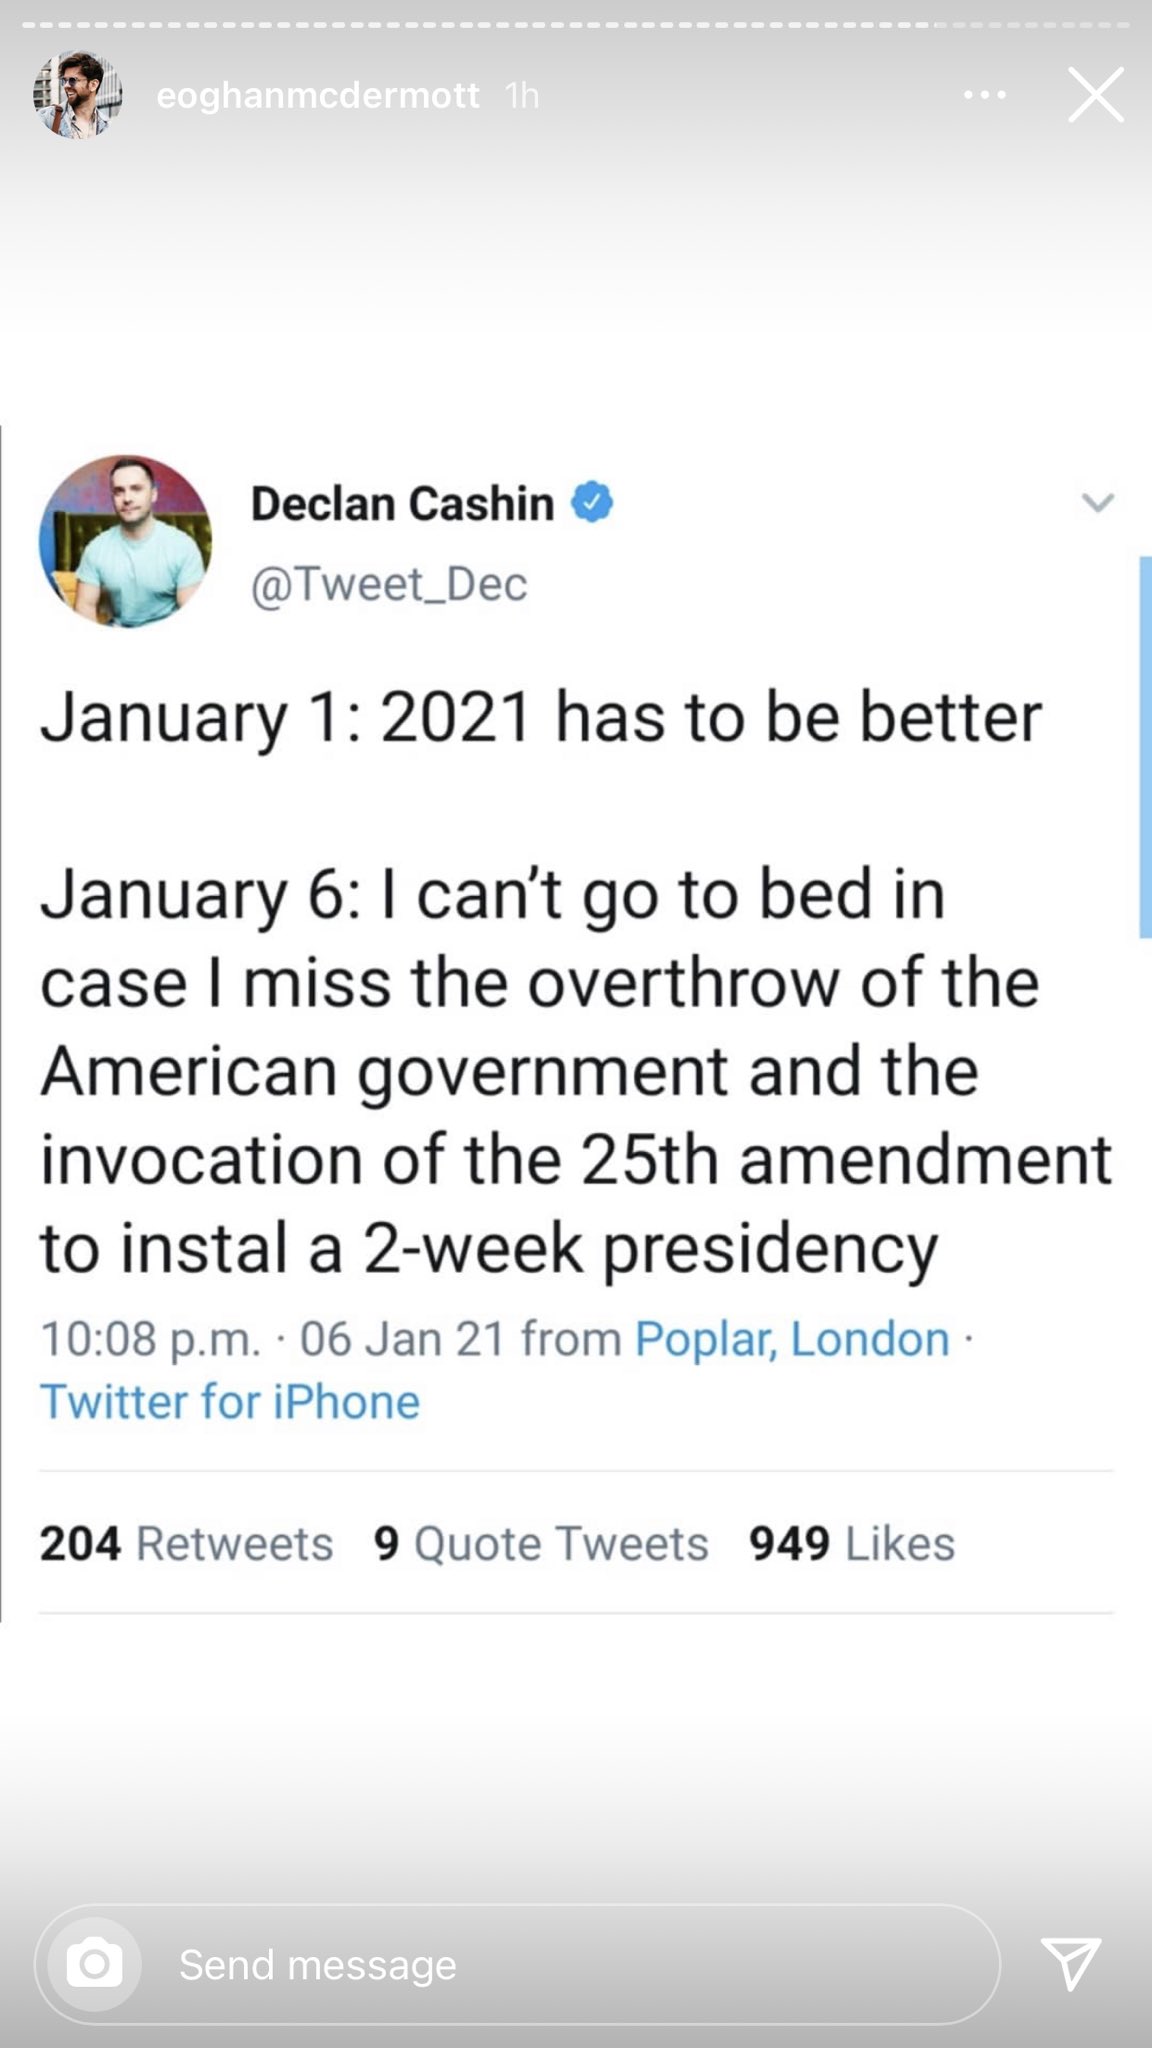 eoghanmcdermott 1h
Declan Cashin
@Tweet_Dec
January 1: 2021 has to be better
January 6: I can’t go to bed in
case I miss the overthrow of the
American government and the
invocation of the 25th amendment
to instal a 2-week presidency
10:08 p.m. · 06 Jan 21 from Poplar, London ·
Twitter for iPhone
204 Retweets 9 Quote Tweets 949 Likes
Send message